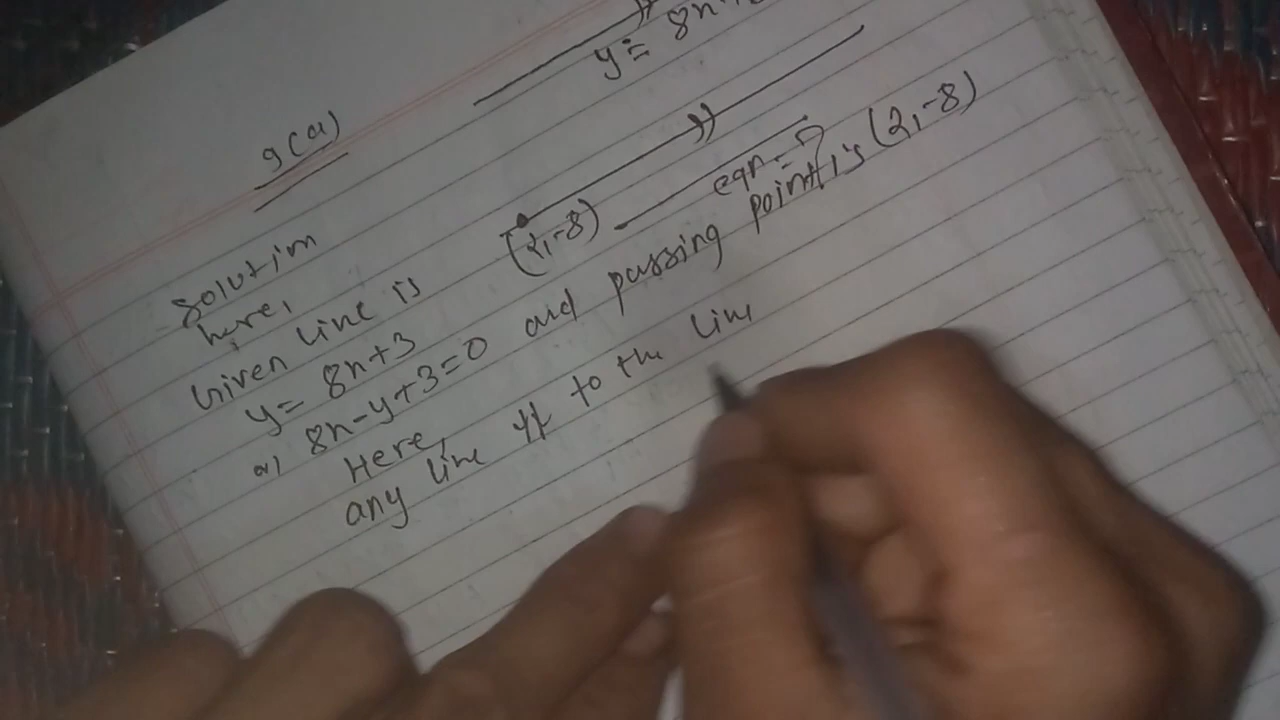 y = 8x
9(a)
(2,-8)
eqn = ?
solution
here,
Given line is
y = 8x+3
or, 8x-y+3=0 and passing point is (2,-8)
Here,
any line || to the line